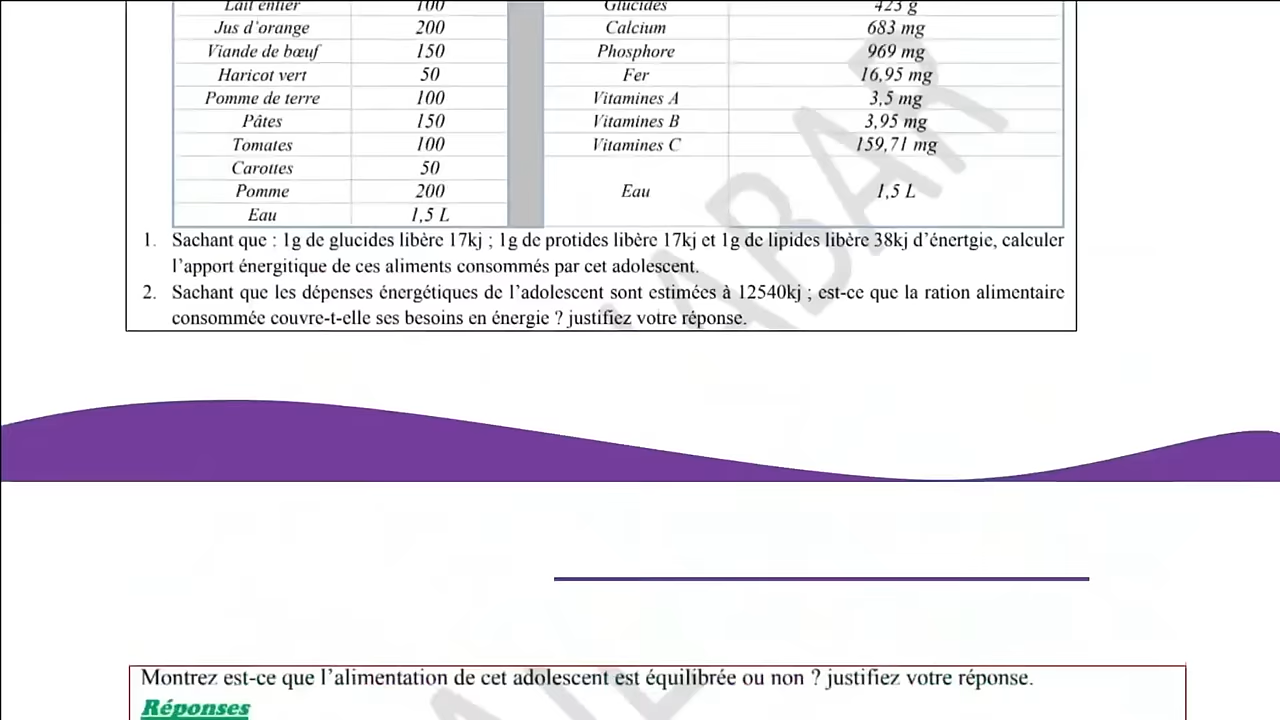 Lait entier 100 Glucides 423 g
Jus d'orange 200 Calcium 683 mg
Viande de bœuf 150 Phosphore 969 mg
Haricot vert 50 Fer 16,95 mg
Pomme de terre 100 Vitamines A 3,5 mg
Pâtes 150 Vitamines B 3,95 mg
Tomates 100 Vitamines C 159,71 mg
Carottes 50
Pomme 200 Eau 1,5 L
Eau 1,5 L
1. Sachant que : 1g de glucides libère 17kj ; 1g de protides libère 17kj et 1g de lipides libère 38kj d'énertgie, calculer
l'apport énergitique de ces aliments consommés par cet adolescent.
2. Sachant que les dépenses énergétiques de l'adolescent sont estimées à 12540kj ; est-ce que la ration alimentaire
consommée couvre-t-elle ses besoins en énergie ? justifiez votre réponse.
Montrez est-ce que l'alimentation de cet adolescent est équilibrée ou non ? justifiez votre réponse.
Réponses